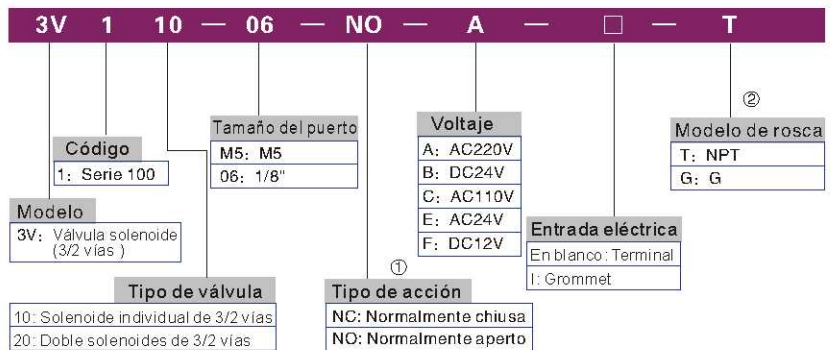 3V 1 10 — 06 — NO — A — □ — T
②
Tamaño del puerto
M5: M5
06: 1/8"
Voltaje
A: AC220V
B: DC24V
C: AC110V
E: AC24V
F: DC12V
Modelo de rosca
T: NPT
G: G
Código
1: Serie 100
Modelo
3V: Válvula solenoide
(3/2 vías )
Entrada eléctrica
En blanco: Terminal
I: Grommet
①
Tipo de válvula
10: Solenoide individual de 3/2 vías
20: Doble solenoides de 3/2 vías
Tipo de acción
NC: Normalmente chiusa
NO: Normalmente aperto